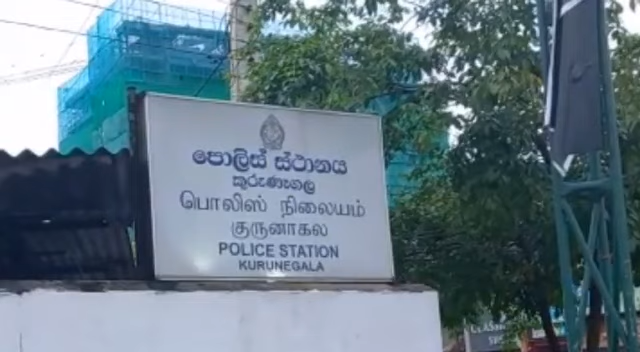 පොලිස් ස්ථානය
කුරුණෑගල
பொலிஸ் நிலையம்
குருனாகல
POLICE STATION
KURUNEGALA